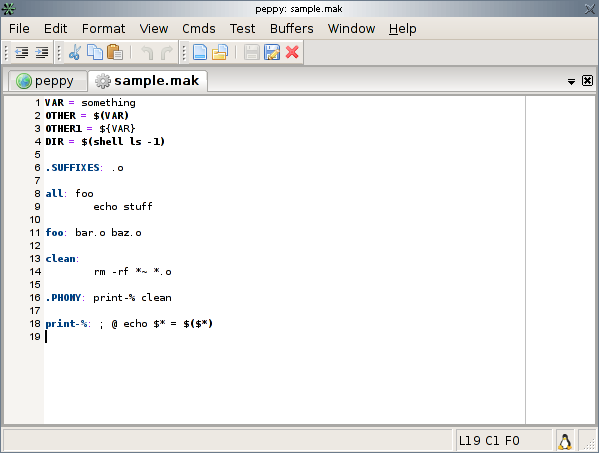 peppy: sample.mak
File Edit Format View Cmds Test Buffers Window Help
peppy sample.mak
1 VAR = something
2 OTHER = $(VAR)
3 OTHER1 = ${VAR}
4 DIR = $(shell ls -1)
5
6 .SUFFIXES: .o
7
8 all: foo
9 echo stuff
10
11 foo: bar.o baz.o
12
13 clean:
14 rm -rf *~ *.o
15
16 .PHONY: print-% clean
17
18 print-%: ; @ echo $* = $($*)
19
L19 C1 F0